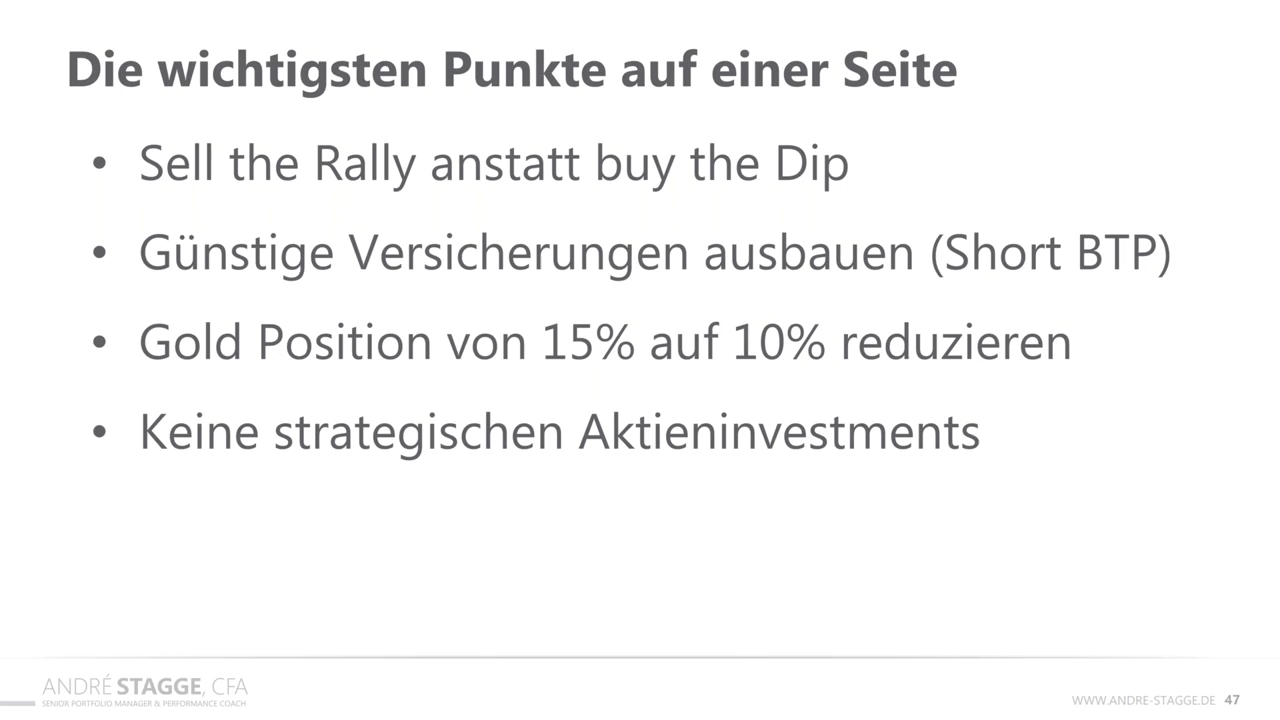 Die wichtigsten Punkte auf einer Seite
• Sell the Rally anstatt buy the Dip
• Günstige Versicherungen ausbauen (Short BTP)
• Gold Position von 15% auf 10% reduzieren
• Keine strategischen Aktieninvestments
ANDRÉ STAGGE, CFA
SENIOR PORTFOLIO MANAGER & PERFORMANCE COACH
WWW.ANDRE-STAGGE.DE 47